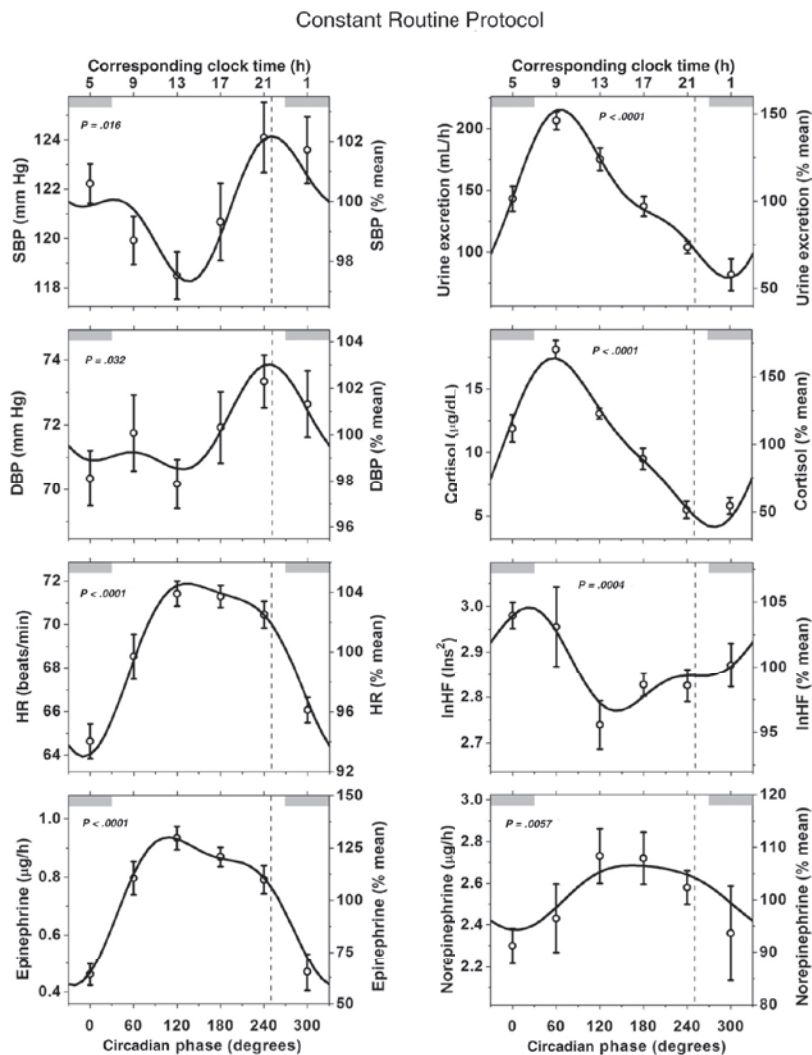 Constant Routine Protocol
Corresponding clock time (h)
5 9 13 17 21 1
P = .016
SBP (mm Hg)
124
122
120
118
SBP (% mean)
102
100
98
P = .032
DBP (mm Hg)
74
72
70
DBP (% mean)
104
102
100
98
96
P < .0001
HR (beats/min)
72
70
68
66
64
HR (% mean)
104
100
96
92
P < .0001
Epinephrine (µg/h)
1.0
0.8
0.6
0.4
Epinephrine (% mean)
150
125
100
75
50
0 60 120 180 240 300
Circadian phase (degrees)
Corresponding clock time (h)
5 9 13 17 21 1
P < .0001
Urine excretion (mL/h)
200
150
100
Urine excretion (% mean)
150
100
50
P < .0001
Cortisol (µg/dL)
15
10
5
Cortisol (% mean)
150
100
50
P = .0004
lnHF (lns²)
3.0
2.9
2.8
2.7
lnHF (% mean)
105
100
95
P = .0057
Norepinephrine (µg/h)
3.0
2.8
2.6
2.4
2.2
Norepinephrine (% mean)
120
110
100
90
80
0 60 120 180 240 300
Circadian phase (degrees)